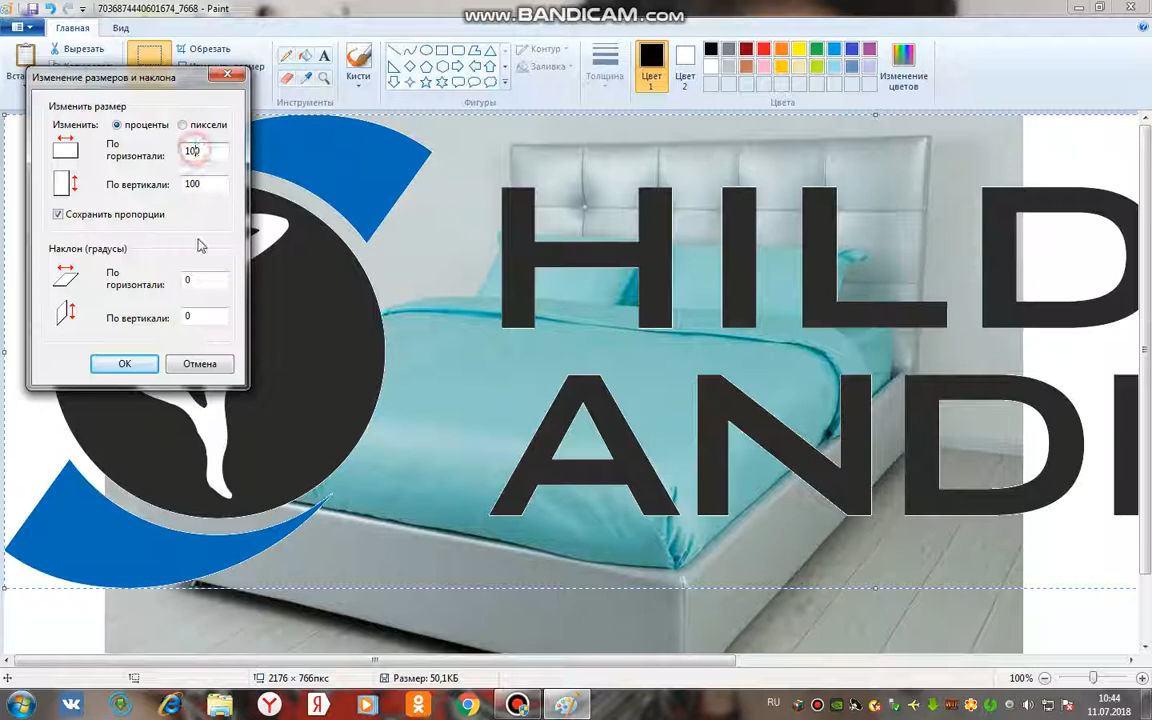 7036874401601674_7668 - Paint
WWW.BANDICAM.COM
Главная
Вид
Вырезать
Обрезать
Кисти
Контур
Заливка
Толщина
Цвет
1
Цвет
2
Изменение
цветов
Инструменты
Фигуры
Цвета
Изменение размеров и наклона
Изменить размер
Изменить: проценты пиксели
По
горизонтали: 100
По вертикали: 100
Сохранить пропорции
Наклон (градусы)
По
горизонтали: 0
По вертикали: 0
ОК Отмена
HILD
AND
2176 × 766пкс
Размер: 50,1КБ
100%
RU
10:44
11.07.2018